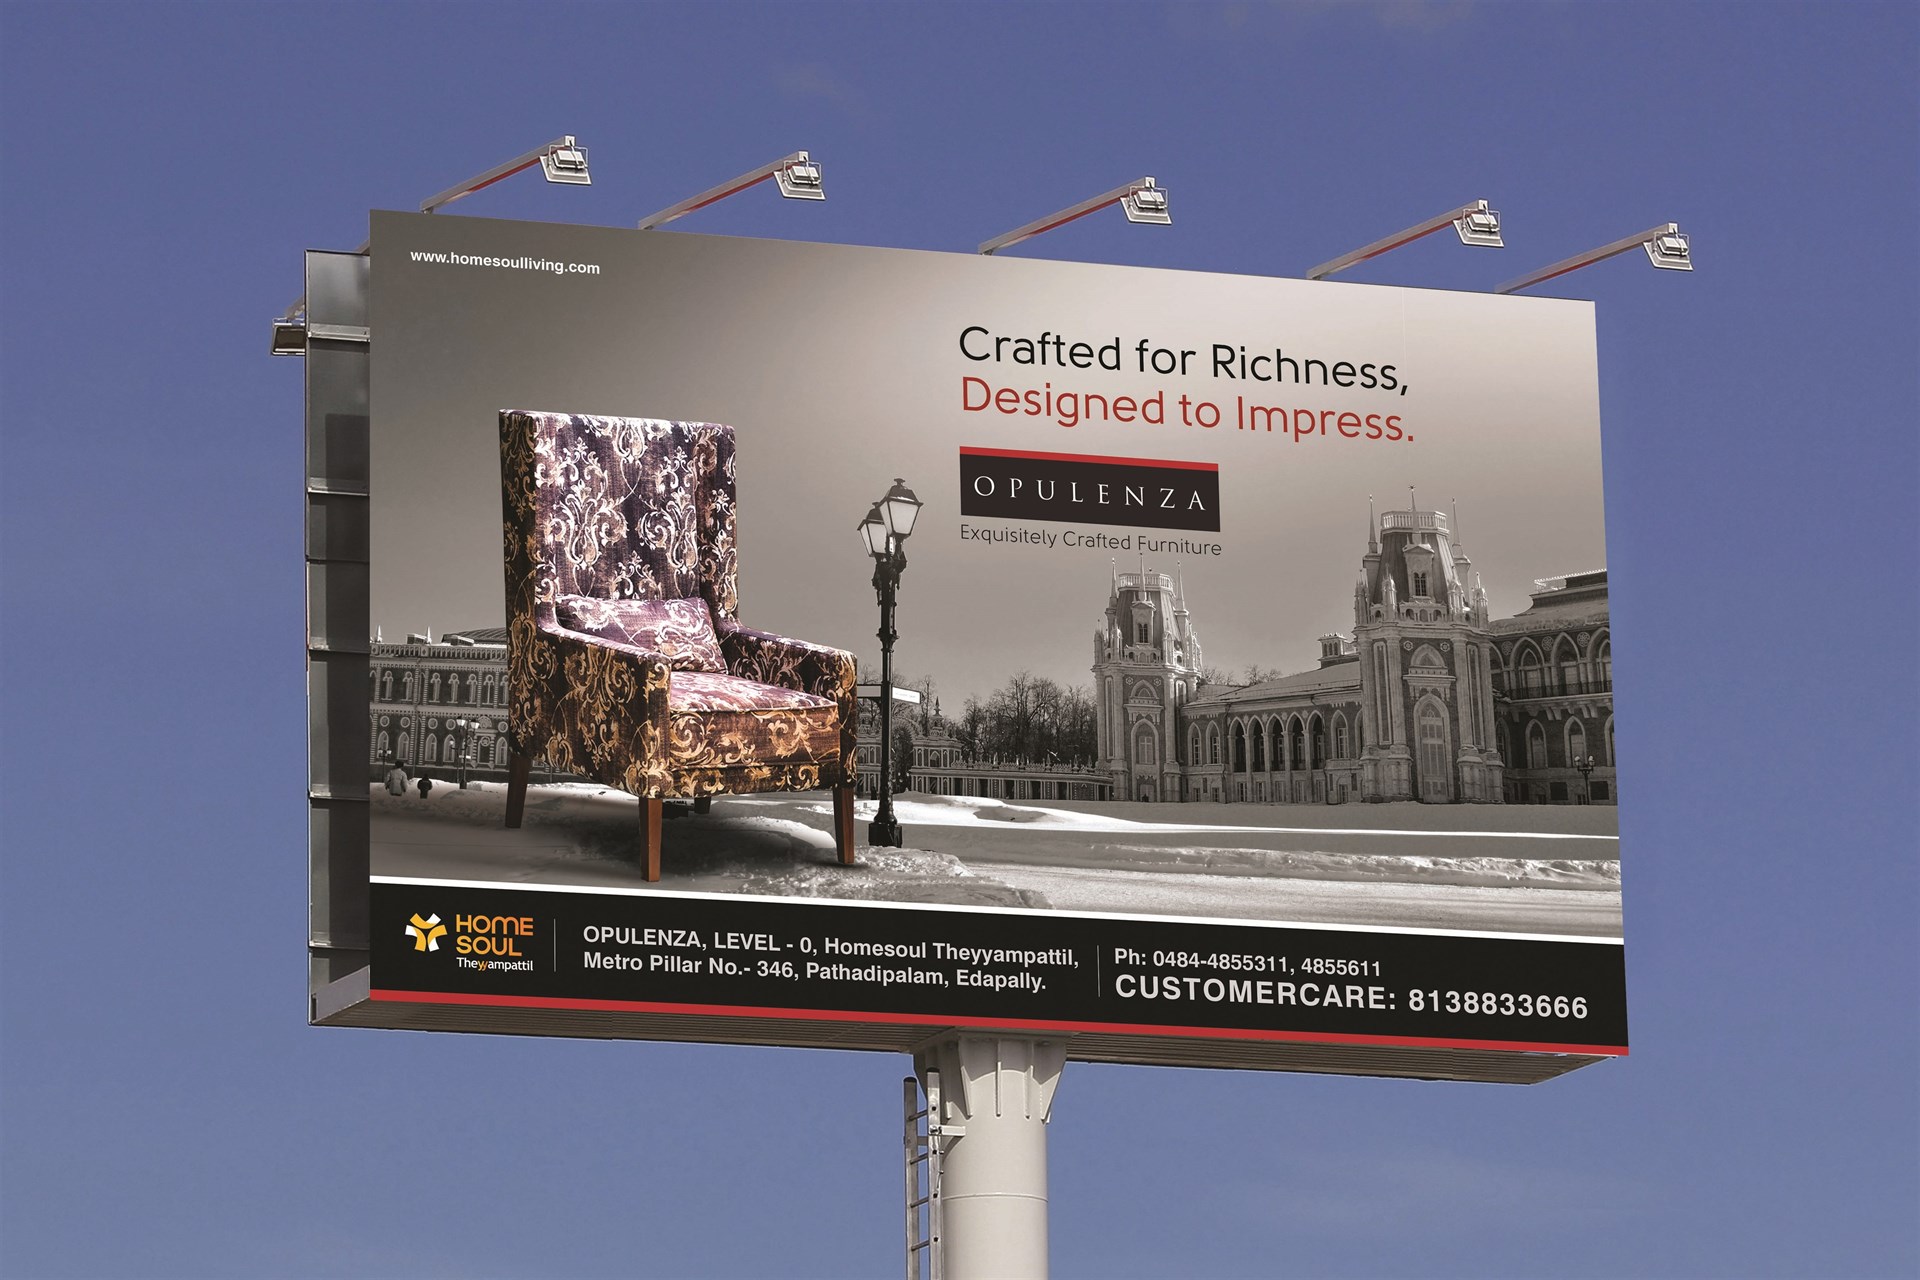 www.homesoulliving.com
Crafted for Richness,
Designed to Impress.
OPULENZA
Exquisitely Crafted Furniture
HOME
SOUL
Theyyampattil
OPULENZA, LEVEL - 0, Homesoul Theyyampattil,
Metro Pillar No.- 346, Pathadipalam, Edapally.
Ph: 0484-4855311, 4855611
CUSTOMERCARE: 8138833666